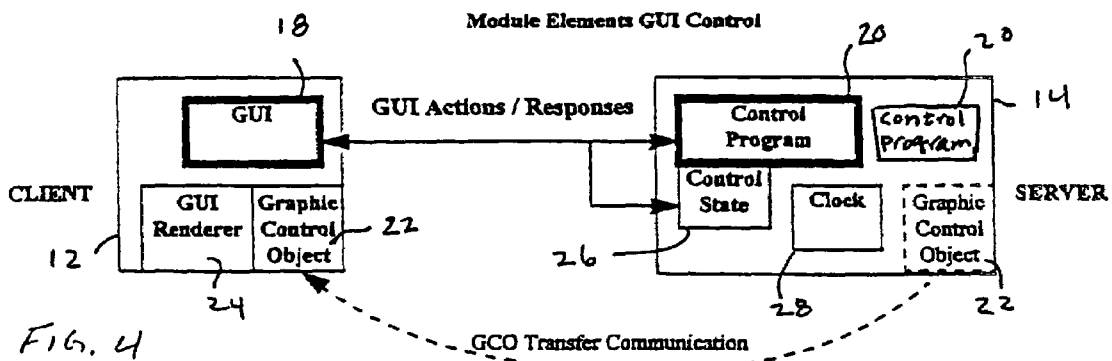 Module Elements GUI Control
18
20
20
14
GUI
GUI Actions / Responses
Control
Program
Control
Program
CLIENT
GUI
Renderer
Graphic
Control
Object
22
12
24
Control
State
26
Clock
28
Graphic
Control
Object
22
SERVER
FIG. 4
GCO Transfer Communication